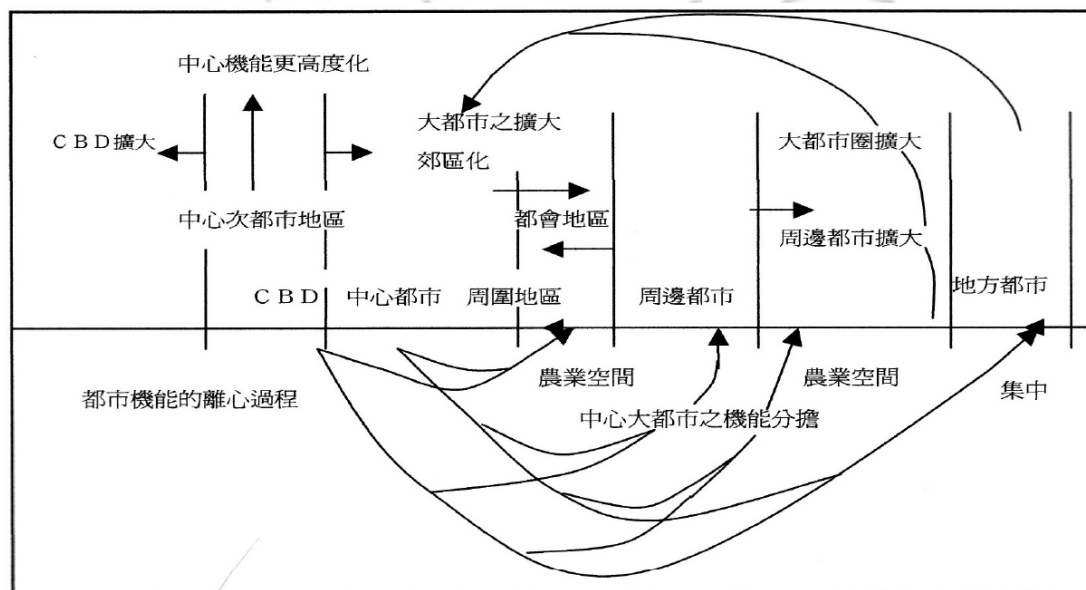 中心機能更高度化
ＣＢＤ擴大
大都市之擴大
郊區化
大都市圈擴大
中心次都市地區
都會地區
周邊都市擴大
ＣＢＤ
中心都市
周圍地區
周邊都市
地方都市
都市機能的離心過程
農業空間
農業空間
集中
中心大都市之機能分擔